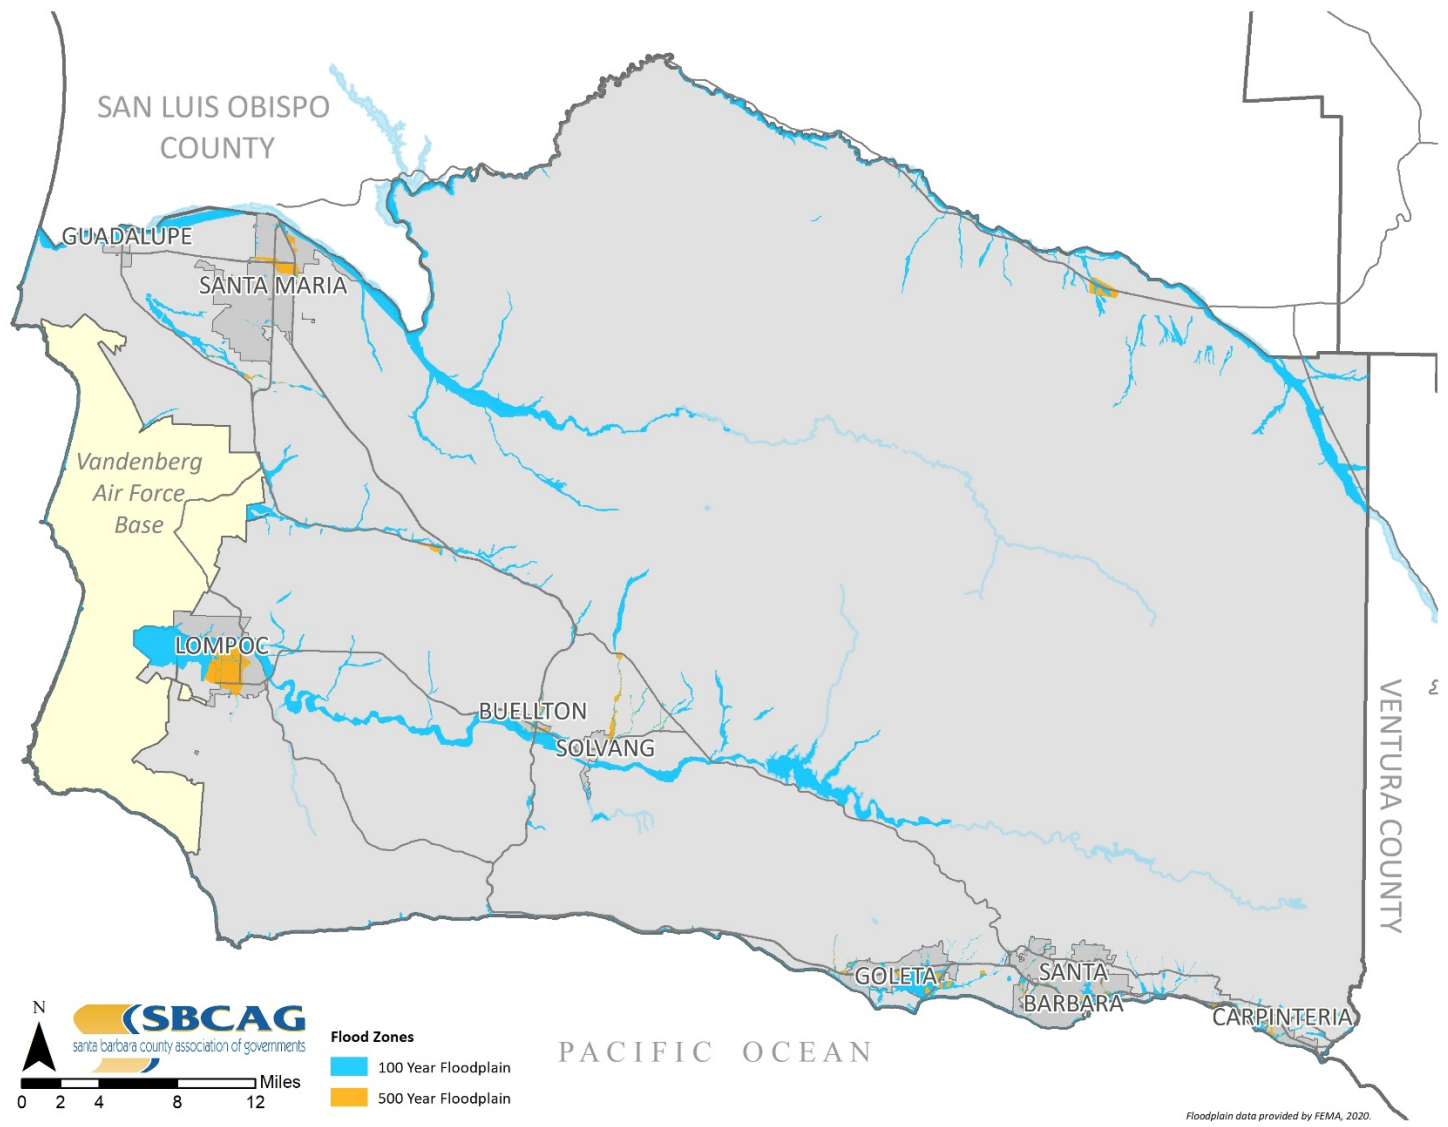 SAN LUIS OBISPO
COUNTY
GUADALUPE
SANTA MARIA
Vandenberg
Air Force
Base
LOMPOC
BUELLTON
SOLVANG
VENTURA COUNTY
GOLETA
SANTA
BARBARA
CARPINTERIA
PACIFIC OCEAN
N
SBCAG
santa barbara county association of governments
Miles
0 2 4 8 12
Flood Zones
100 Year Floodplain
500 Year Floodplain
Floodplain data provided by FEMA, 2020.